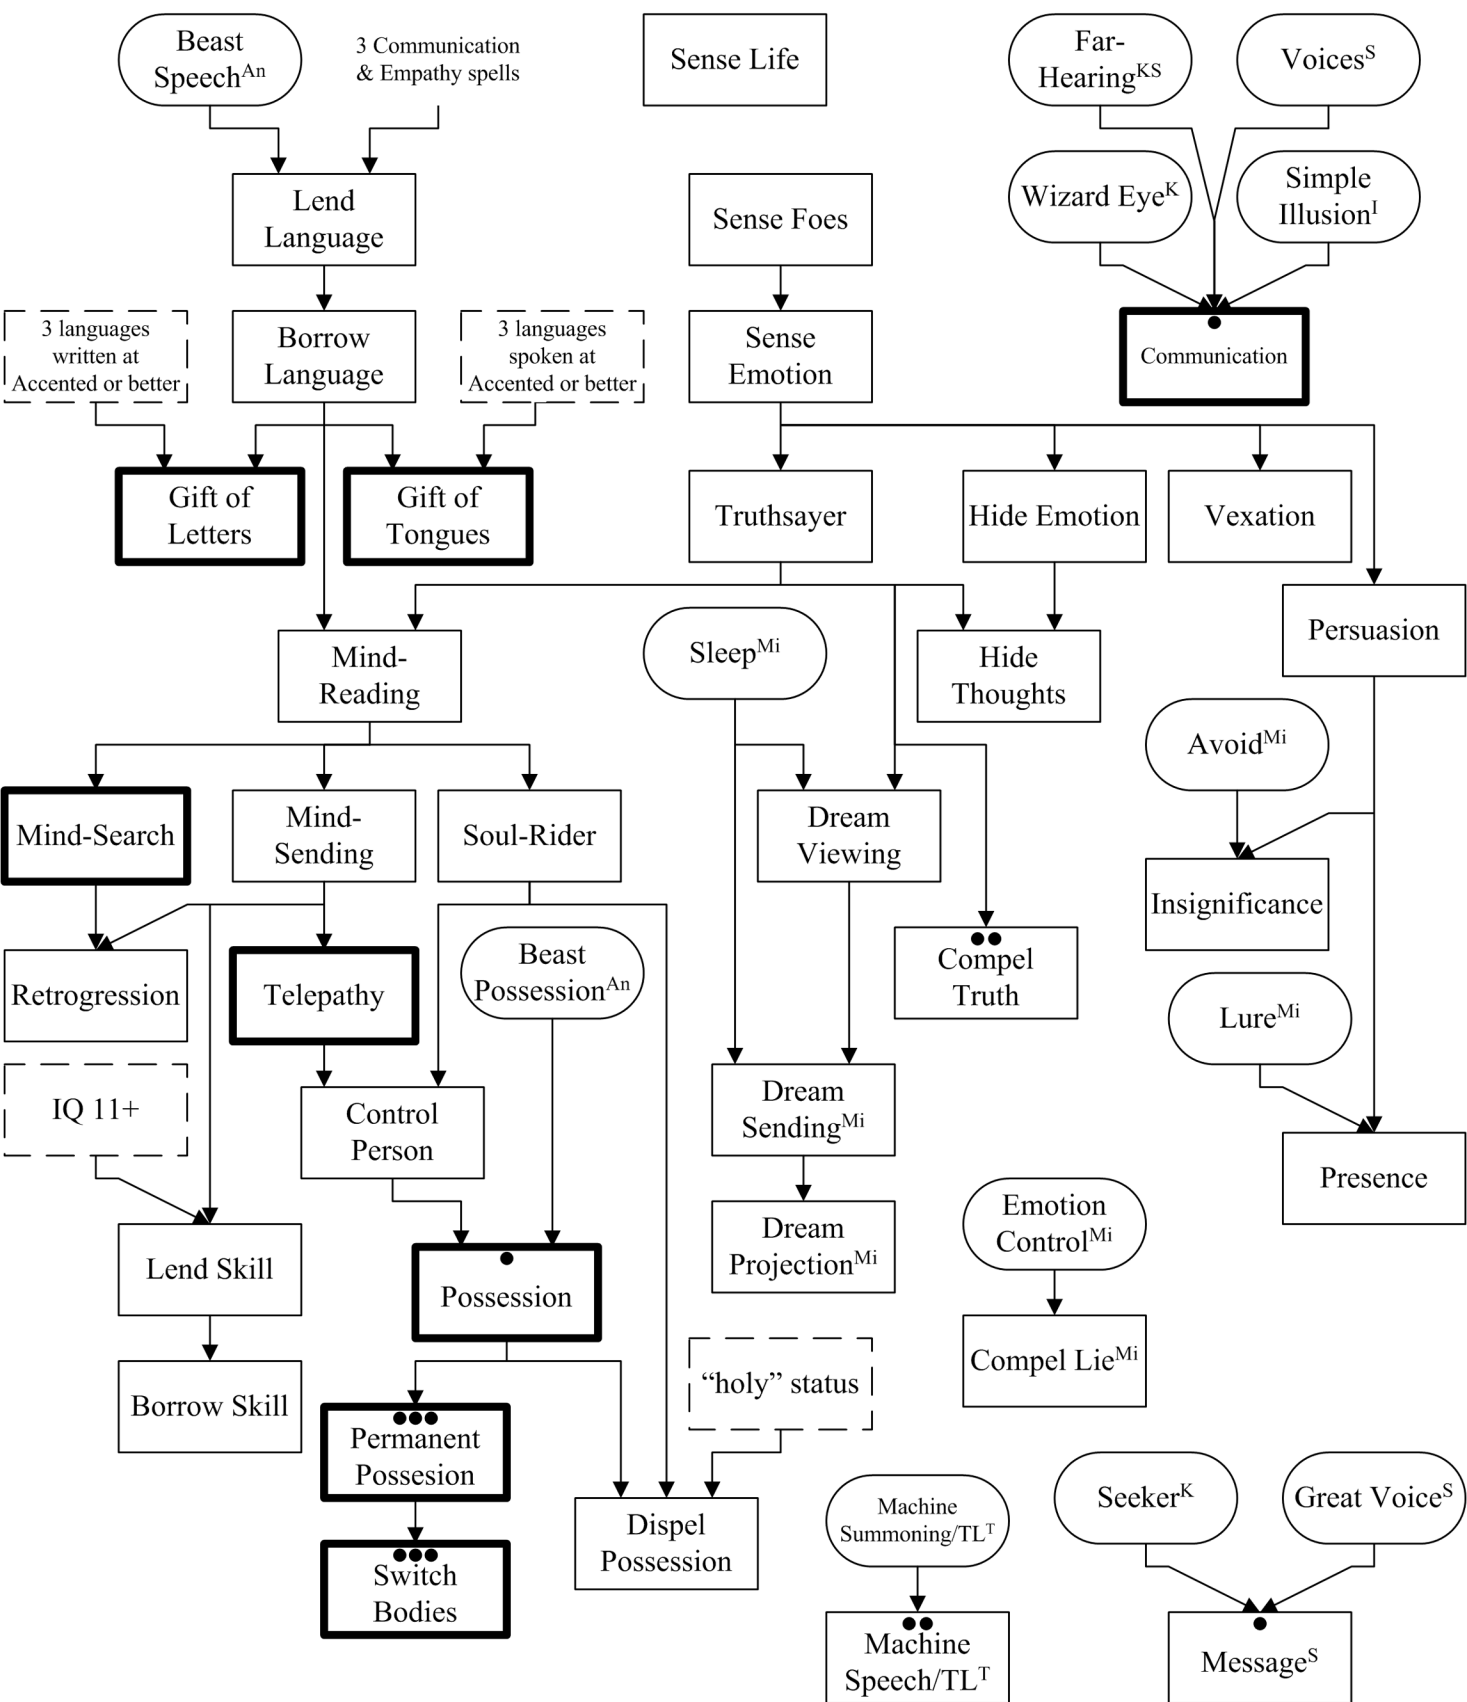 Beast
Speech^An
3 Communication
& Empathy spells
Sense Life
Far-
Hearing^KS
Voices^S
Lend
Language
Sense Foes
Wizard Eye^K
Simple
Illusion^I
3 languages
written at
Accented or better
Borrow
Language
3 languages
spoken at
Accented or better
Sense
Emotion
Communication
Gift of
Letters
Gift of
Tongues
Truthsayer
Hide Emotion
Vexation
Mind-
Reading
Sleep^Mi
Hide
Thoughts
Persuasion
Avoid^Mi
Mind-Search
Mind-
Sending
Soul-Rider
Dream
Viewing
Insignificance
Retrogression
Telepathy
Beast
Possession^An
Compel
Truth
Lure^Mi
IQ 11+
Control
Person
Dream
Sending^Mi
Presence
Lend Skill
Possession
Dream
Projection^Mi
Emotion
Control^Mi
Compel Lie^Mi
Borrow Skill
Permanent
Possesion
“holy” status
Switch
Bodies
Dispel
Possession
Machine
Summoning/TL^T
Seeker^K
Great Voice^S
Machine
Speech/TL^T
Message^S